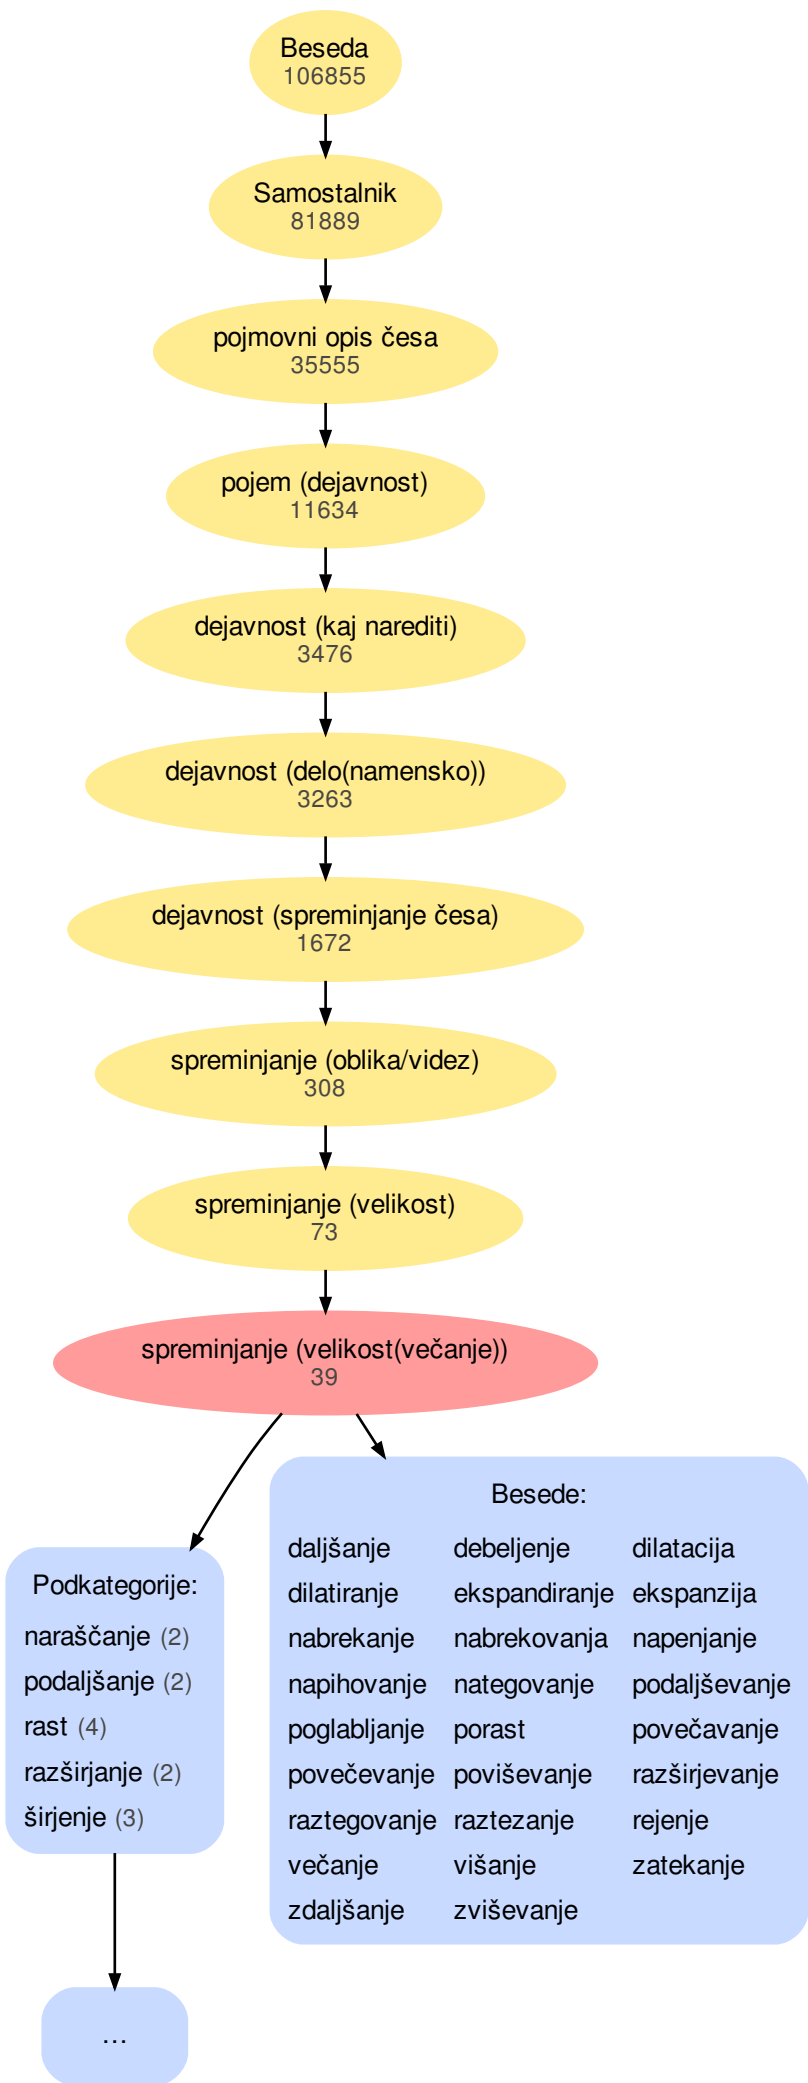 Beseda
106855
Samostalnik
81889
pojmovni opis česa
35555
pojem (dejavnost)
11634
dejavnost (kaj narediti)
3476
dejavnost (delo(namensko))
3263
dejavnost (spreminjanje česa)
1672
spreminjanje (oblika/videz)
308
spreminjanje (velikost)
73
spreminjanje (velikost(večanje))
39
Podkategorije:
naraščanje (2)
podaljšanje (2)
rast (4)
razširjanje (2)
širjenje (3)
...
Besede:
daljšanje debeljenje dilatacija
dilatiranje ekspandiranje ekspanzija
nabrekanje nabrekovanja napenjanje
napihovanje nategovanje podaljševanje
poglabljanje porast povečavanje
povečevanje poviševanje razširjevanje
raztegovanje raztezanje rejenje
večanje višanje zatekanje
zdaljšanje zviševanje